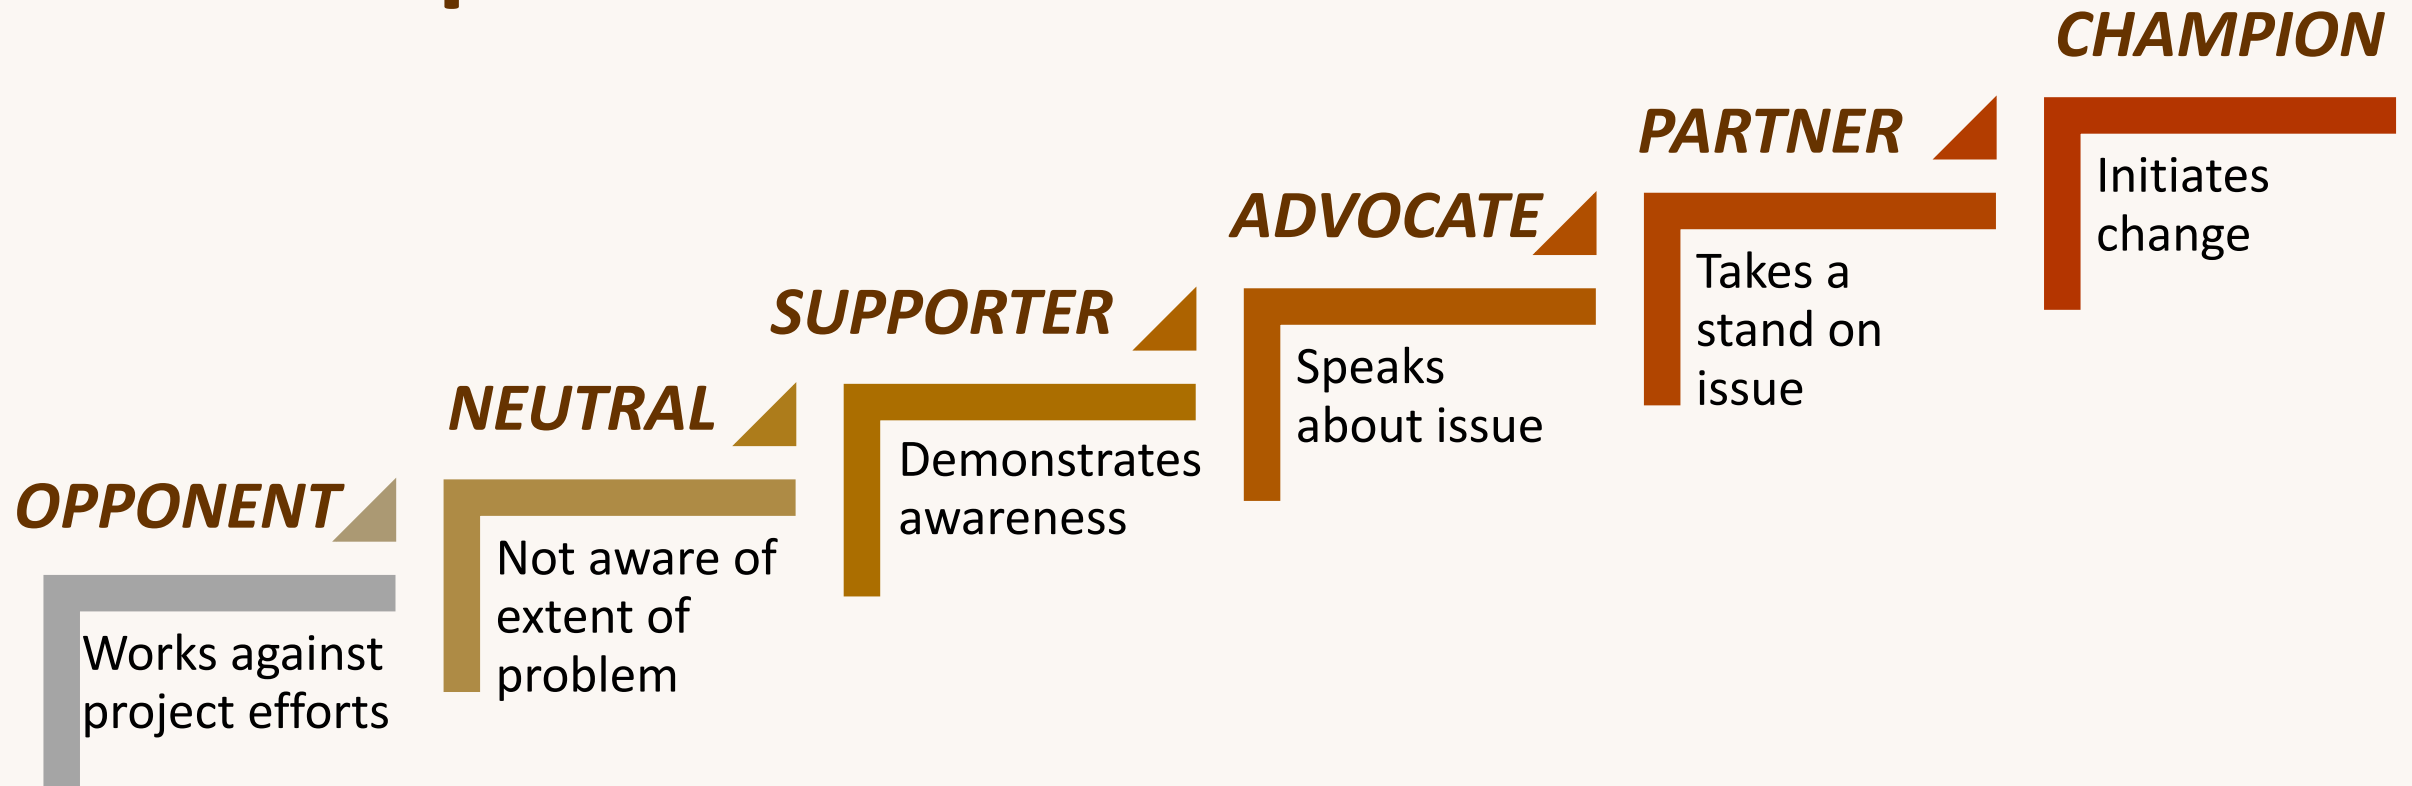 OPPONENT
Works against
project efforts
NEUTRAL
Not aware of
extent of
problem
SUPPORTER
Demonstrates
awareness
ADVOCATE
Speaks
about issue
PARTNER
Takes a
stand on
issue
CHAMPION
Initiates
change